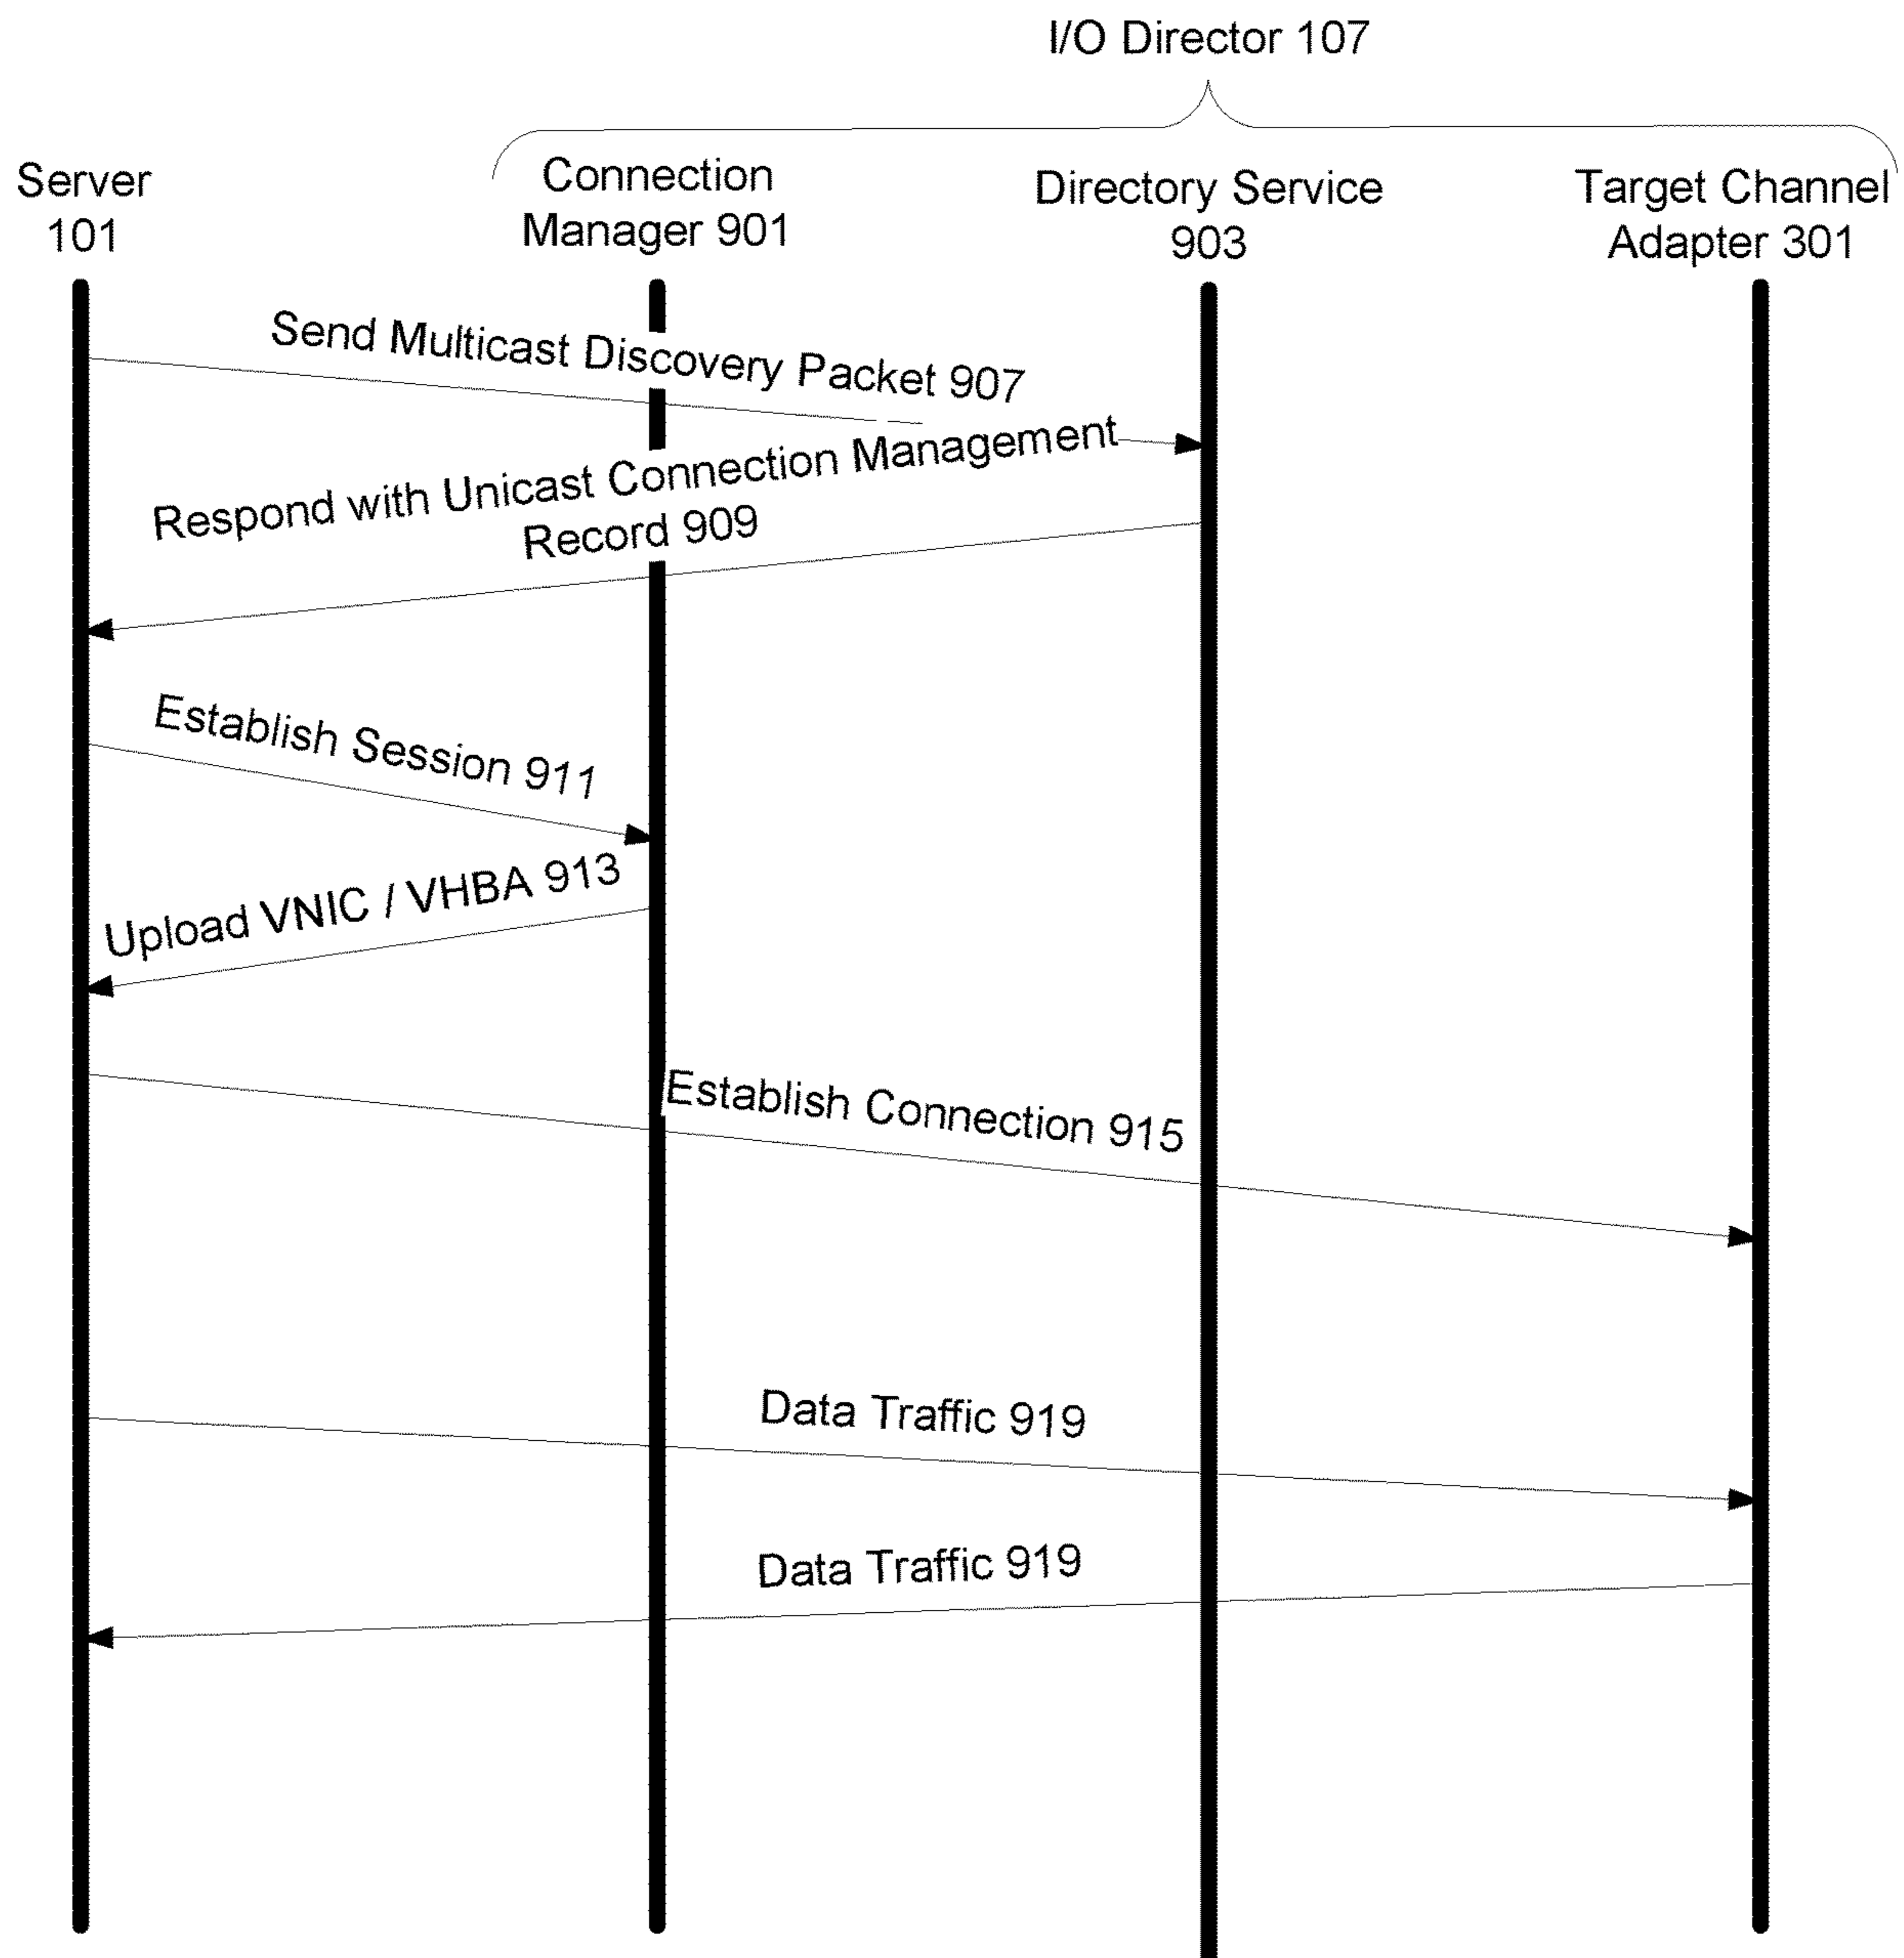 I/O Director 107
Server
101
Connection
Manager 901
Directory Service
903
Target Channel
Adapter 301
Send Multicast Discovery Packet 907
Respond with Unicast Connection Management
Record 909
Establish Session 911
Upload VNIC / VHBA 913
Establish Connection 915
Data Traffic 919
Data Traffic 919